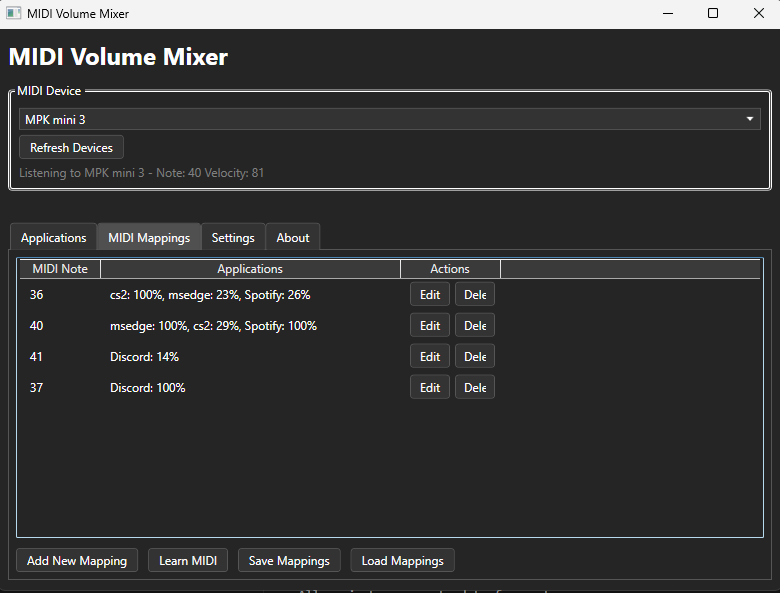 MIDI Volume Mixer
MIDI Volume Mixer
MIDI Device
MPK mini 3
Refresh Devices
Listening to MPK mini 3 - Note: 40 Velocity: 81
Applications MIDI Mappings Settings About
MIDI Note Applications Actions
36 cs2: 100%, msedge: 23%, Spotify: 26% Edit Dele
40 msedge: 100%, cs2: 29%, Spotify: 100% Edit Dele
41 Discord: 14% Edit Dele
37 Discord: 100% Edit Dele
Add New Mapping Learn MIDI Save Mappings Load Mappings